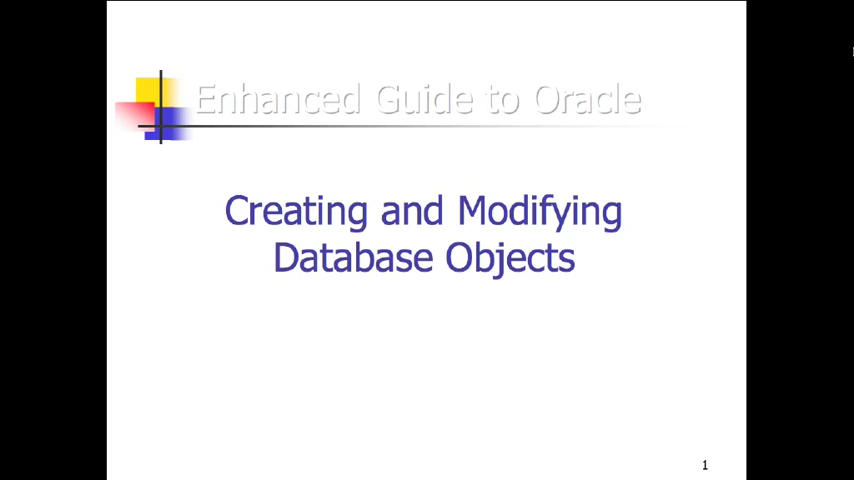 Enhanced Guide to Oracle
Creating and Modifying
Database Objects
1